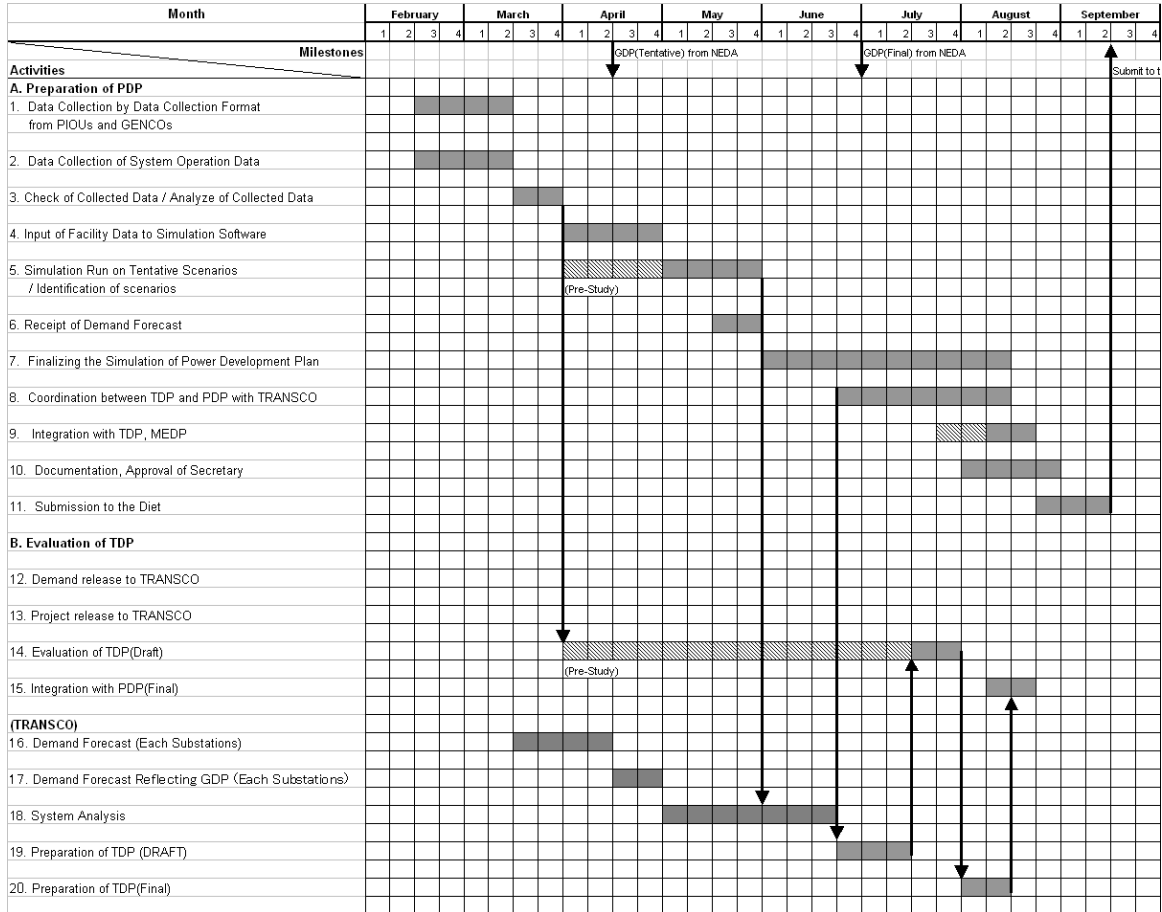 Month February March April May June July August September
1 2 3 4 1 2 3 4 1 2 3 4 1 2 3 4 1 2 3 4 1 2 3 4 1 2 3 4 1 2 3 4
Milestones GDP(Tentative) from NEDA GDP(Final) from NEDA
Activities Submit to t
A. Preparation of PDP
1. Data Collection by Data Collection Format
from PIOUs and GENCOs
2. Data Collection of System Operation Data
3. Check of Collected Data / Analyze of Collected Data
4. Input of Facility Data to Simulation Software
5. Simulation Run on Tentative Scenarios
/ Identification of scenarios (Pre-Study)
6. Receipt of Demand Forecast
7. Finalizing the Simulation of Power Development Plan
8. Coordination between TDP and PDP with TRANSCO
9. Integration with TDP, MEDP
10. Documentation, Approval of Secretary
11. Submission to the Diet
B. Evaluation of TDP
12. Demand release to TRANSCO
13. Project release to TRANSCO
14. Evaluation of TDP(Draft)
(Pre-Study)
15. Integration with PDP(Final)
(TRANSCO)
16. Demand Forecast (Each Substations)
17. Demand Forecast Reflecting GDP (Each Substations)
18. System Analysis
19. Preparation of TDP (DRAFT)
20. Preparation of TDP(Final)